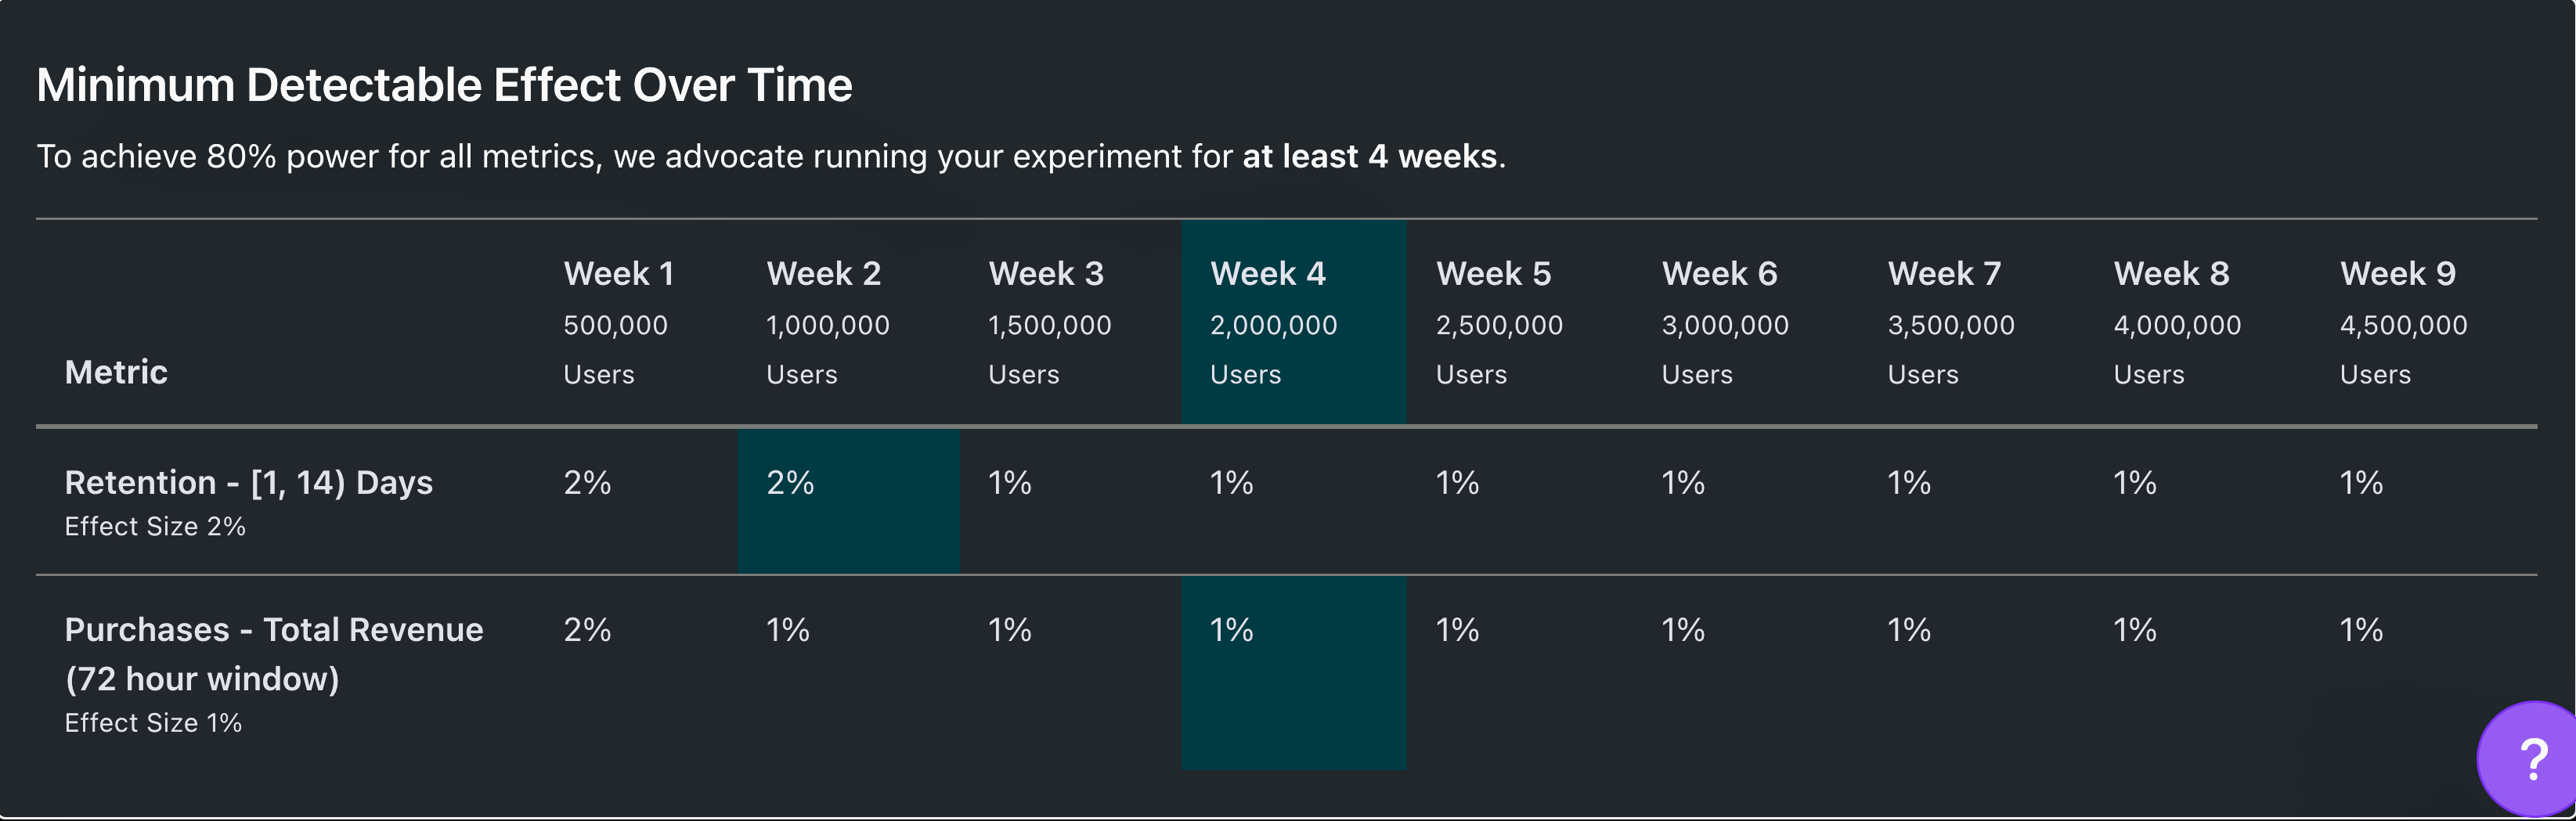 Minimum Detectable Effect Over Time
To achieve 80% power for all metrics, we advocate running your experiment for at least 4 weeks.
Metric
Week 1
500,000
Users
Week 2
1,000,000
Users
Week 3
1,500,000
Users
Week 4
2,000,000
Users
Week 5
2,500,000
Users
Week 6
3,000,000
Users
Week 7
3,500,000
Users
Week 8
4,000,000
Users
Week 9
4,500,000
Users
Retention - [1, 14) Days
Effect Size 2%
2% 2% 1% 1% 1% 1% 1% 1% 1%
Purchases - Total Revenue
(72 hour window)
Effect Size 1%
2% 1% 1% 1% 1% 1% 1% 1% 1%
?